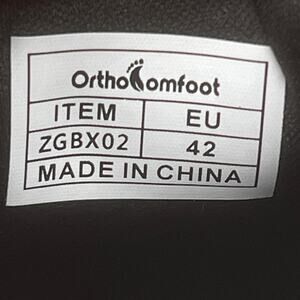 OrthoComfoot
ITEM EU
ZGBX02 42
MADE IN CHINA